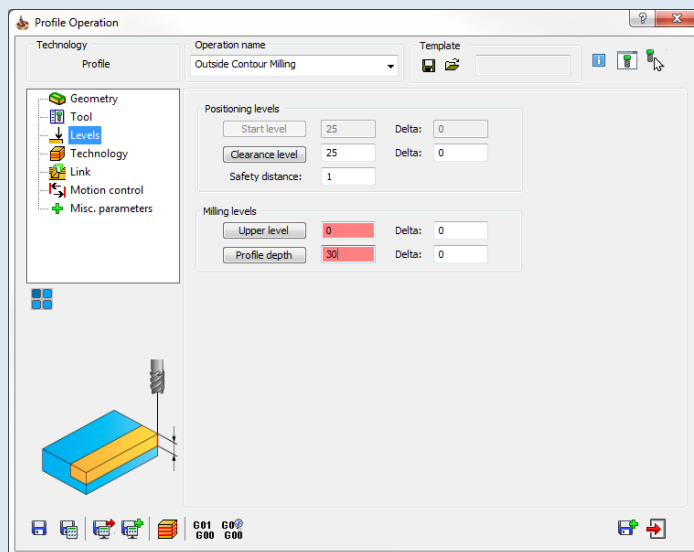 Profile Operation
Technology
Profile
Operation name
Outside Contour Milling
Template
Geometry
Tool
Levels
Technology
Link
Motion control
Misc. parameters
Positioning levels
Start level 25 Delta: 0
Clearance level 25 Delta: 0
Safety distance: 1
Milling levels
Upper level 0 Delta: 0
Profile depth 30 Delta: 0
G01 G0
G00 G00